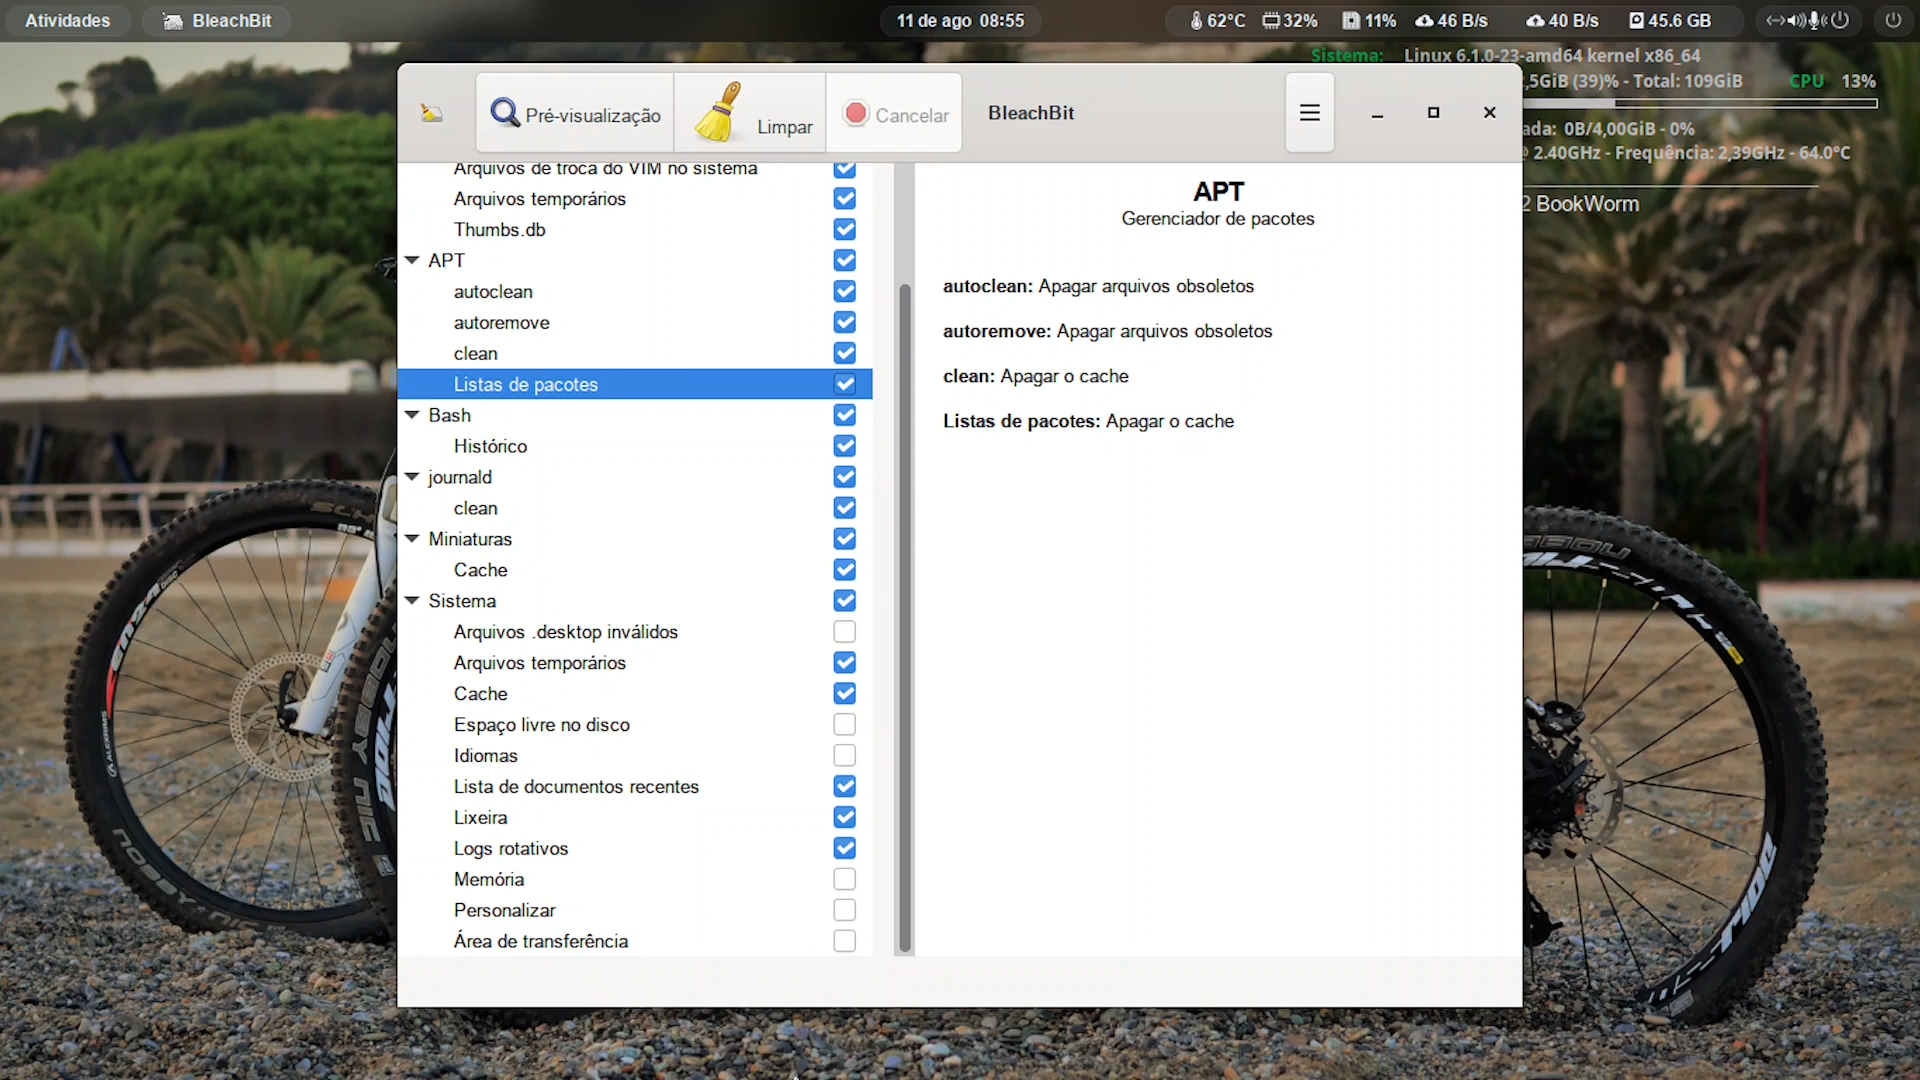 Atividades
BleachBit
11 de ago 08:55
62°C
32%
11%
46 B/s
40 B/s
45.6 GB
Sistema: Linux 6.1.0-23-amd64 kernel x86_64
,5GiB (39)% - Total: 109GiB CPU 13%
ada: 0B/4,00GiB - 0%
2.40GHz - Frequência: 2,39GHz - 64.0°C
2 BookWorm
Pré-visualização
Limpar
Cancelar
BleachBit
Arquivos de troca do VIM no sistema
Arquivos temporários
Thumbs.db
APT
autoclean
autoremove
clean
Listas de pacotes
Bash
Histórico
journald
clean
Miniaturas
Cache
Sistema
Arquivos .desktop inválidos
Arquivos temporários
Cache
Espaço livre no disco
Idiomas
Lista de documentos recentes
Lixeira
Logs rotativos
Memória
Personalizar
Área de transferência
APT
Gerenciador de pacotes
autoclean: Apagar arquivos obsoletos
autoremove: Apagar arquivos obsoletos
clean: Apagar o cache
Listas de pacotes: Apagar o cache